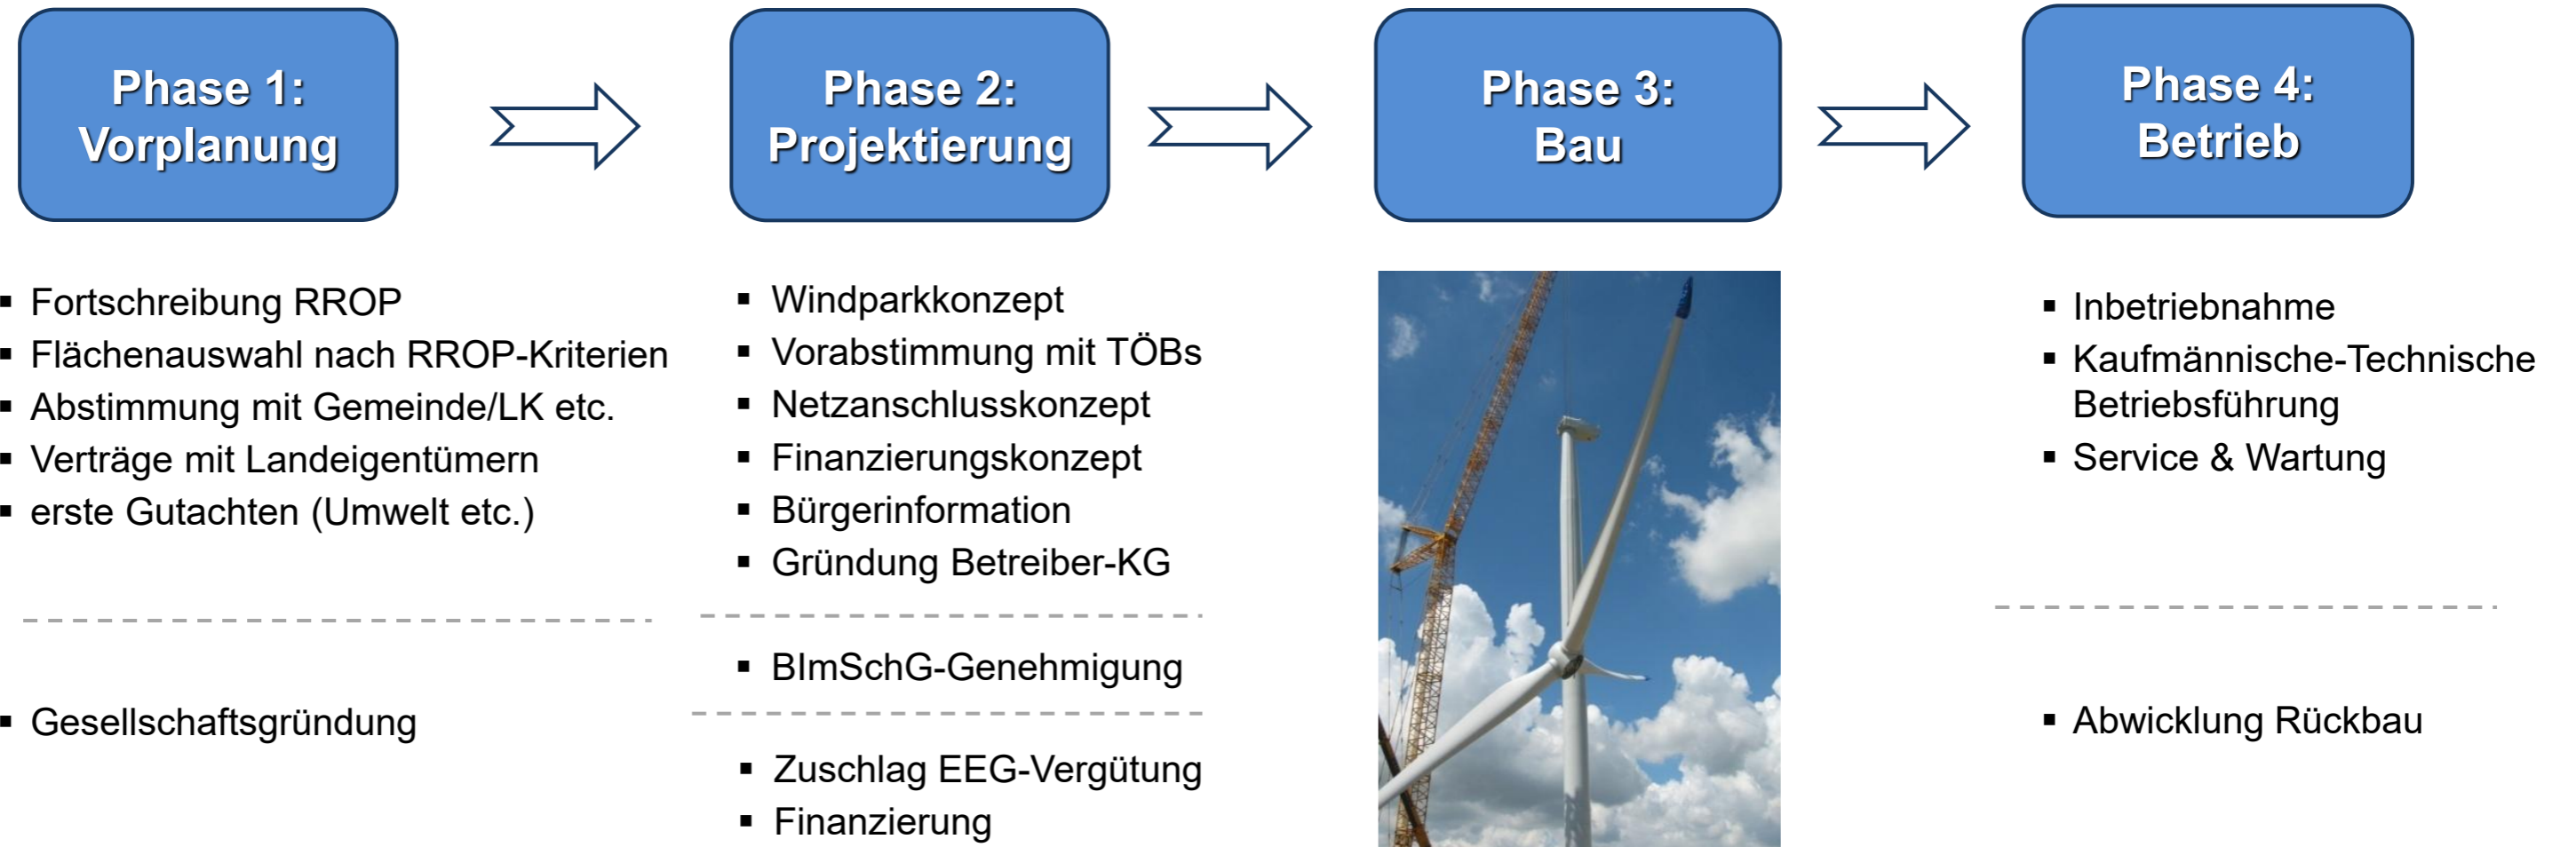 Phase 1:
Vorplanung
Phase 2:
Projektierung
Phase 3:
Bau
Phase 4:
Betrieb
▪ Fortschreibung RROP
▪ Flächenauswahl nach RROP-Kriterien
▪ Abstimmung mit Gemeinde/LK etc.
▪ Verträge mit Landeigentümern
▪ erste Gutachten (Umwelt etc.)
▪ Gesellschaftsgründung
▪ Windparkkonzept
▪ Vorabstimmung mit TÖBs
▪ Netzanschlusskonzept
▪ Finanzierungskonzept
▪ Bürgerinformation
▪ Gründung Betreiber-KG
▪ BImSchG-Genehmigung
▪ Zuschlag EEG-Vergütung
▪ Finanzierung
▪ Inbetriebnahme
▪ Kaufmännische-Technische
Betriebsführung
▪ Service & Wartung
▪ Abwicklung Rückbau